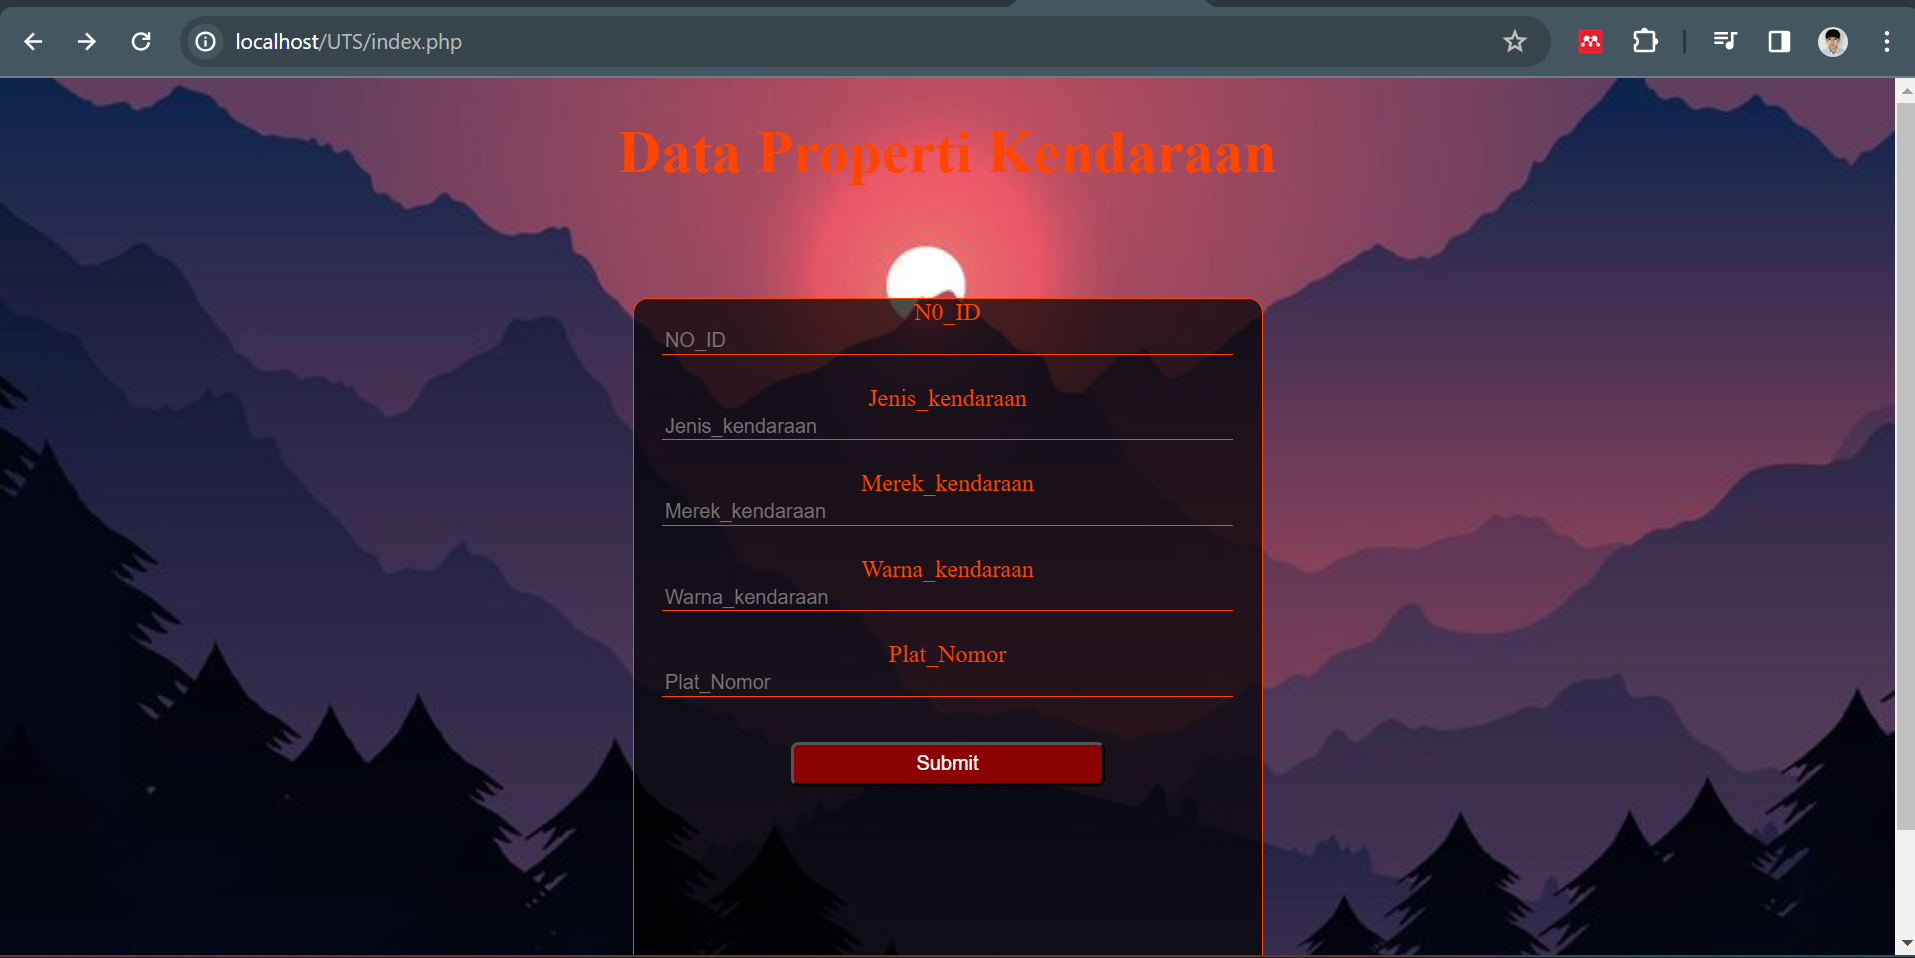 localhost/UTS/index.php
Data Properti Kendaraan
N0_ID
NO_ID
Jenis_kendaraan
Jenis_kendaraan
Merek_kendaraan
Merek_kendaraan
Warna_kendaraan
Warna_kendaraan
Plat_Nomor
Plat_Nomor
Submit